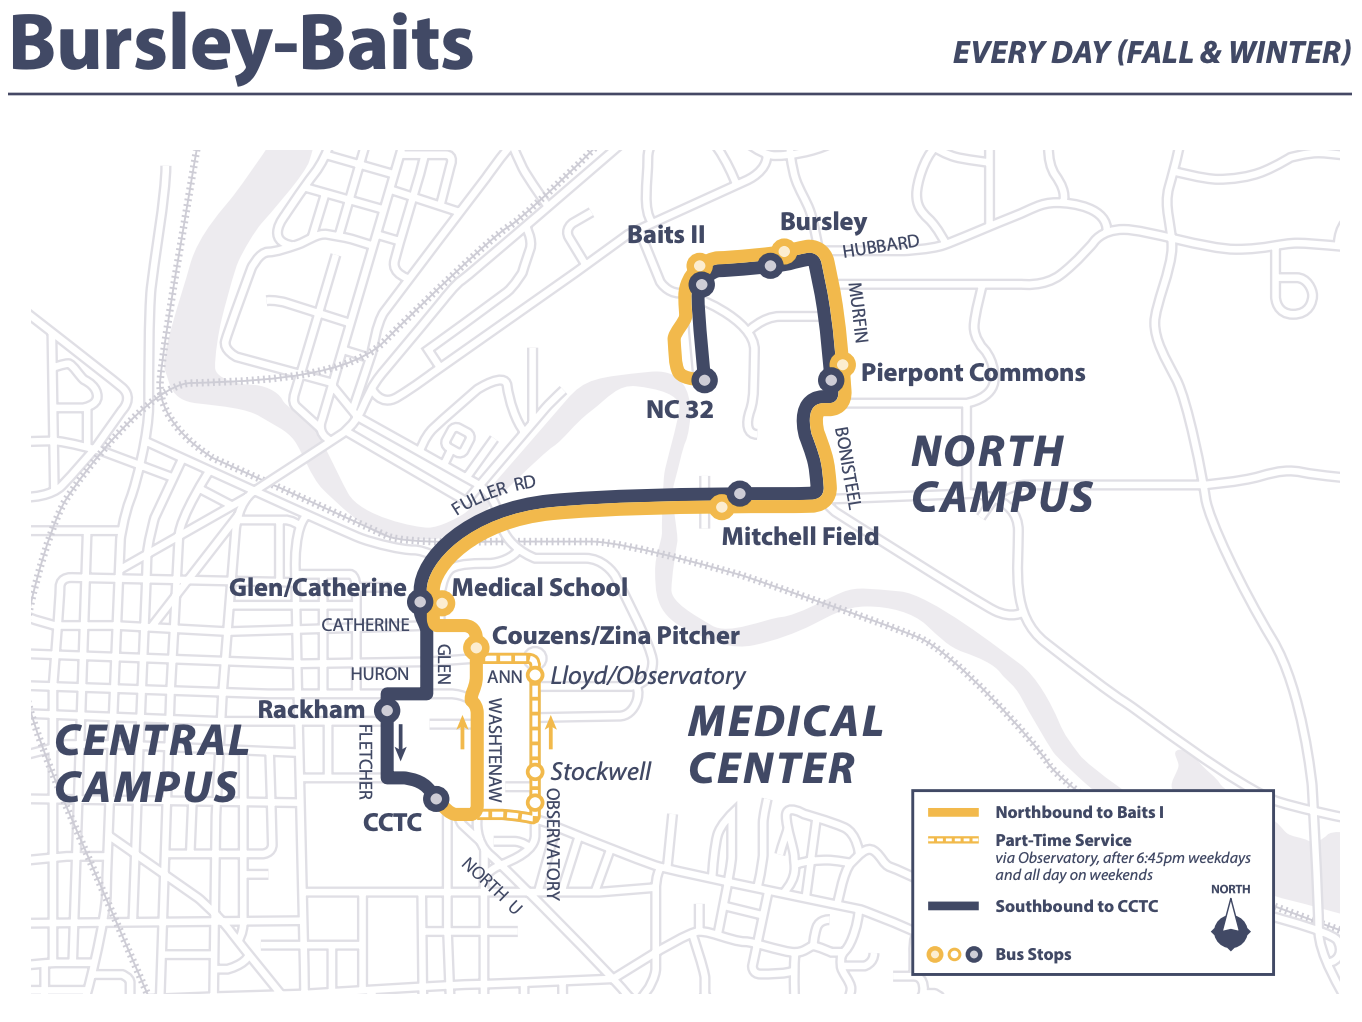 Bursley-Baits
EVERY DAY (FALL & WINTER)
Bursley
Baits II
HUBBARD
MURFIN
Pierpont Commons
NC 32
BONISTEEL
NORTH
CAMPUS
FULLER RD
Mitchell Field
Glen/Catherine
Medical School
CATHERINE
Couzens/Zina Pitcher
GLEN
HURON
ANN
Lloyd/Observatory
Rackham
WASHTENAW
CENTRAL
CAMPUS
FLETCHER
MEDICAL
CENTER
Stockwell
OBSERVATORY
CCTC
NORTH U
Northbound to Baits I
Part-Time Service
via Observatory, after 6:45pm weekdays
and all day on weekends
NORTH
Southbound to CCTC
Bus Stops